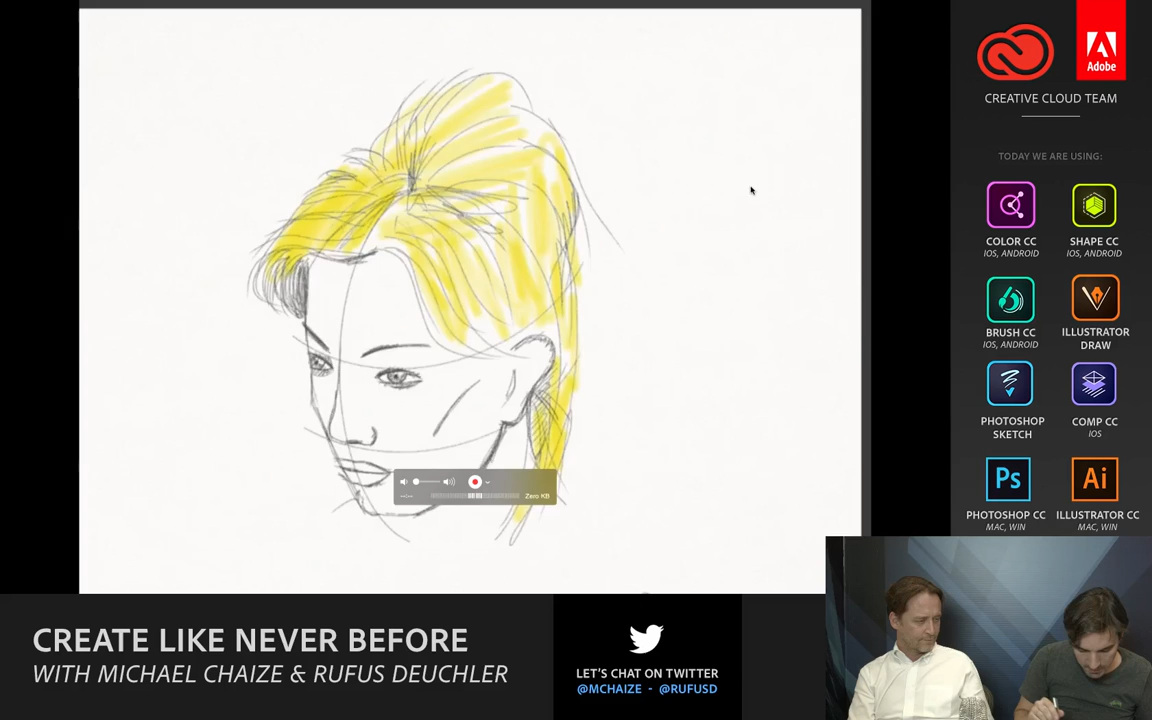 Adobe
CREATIVE CLOUD TEAM
TODAY WE ARE USING:
COLOR CC
IOS, ANDROID
SHAPE CC
IOS, ANDROID
BRUSH CC
IOS, ANDROID
ILLUSTRATOR
DRAW
PHOTOSHOP
SKETCH
COMP CC
IOS
Ps
PHOTOSHOP CC
MAC, WIN
Ai
ILLUSTRATOR CC
MAC, WIN
--:--
Zero KB
CREATE LIKE NEVER BEFORE
WITH MICHAEL CHAIZE & RUFUS DEUCHLER
LET'S CHAT ON TWITTER
@MCHAIZE - @RUFUSD